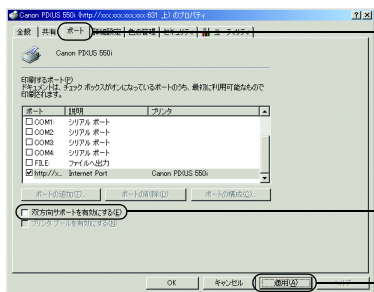 Canon PIXUS 550i (http://xxx.xxx.xxx.xxx:631 上) のプロパティ
全般 共有 ポート 詳細設定 色の管理 セキュリティ ユーティリティ
Canon PIXUS 550i
印刷するポート(P)
ドキュメントは、チェック ボックスがオンになっているポートのうち、最初に利用可能なもので
印刷されます。
ポート 説明 プリンタ
COM1: シリアル ポート
COM2: シリアル ポート
COM3: シリアル ポート
COM4: シリアル ポート
FILE: ファイルへ出力
http://x... Internet Port Canon PIXUS 550i
ポートの追加(T)... ポートの削除(D) ポートの構成(C)...
双方向サポートを有効にする(E)
プリンタ プールを有効にする(N)
OK キャンセル 適用(A) ヘルプ